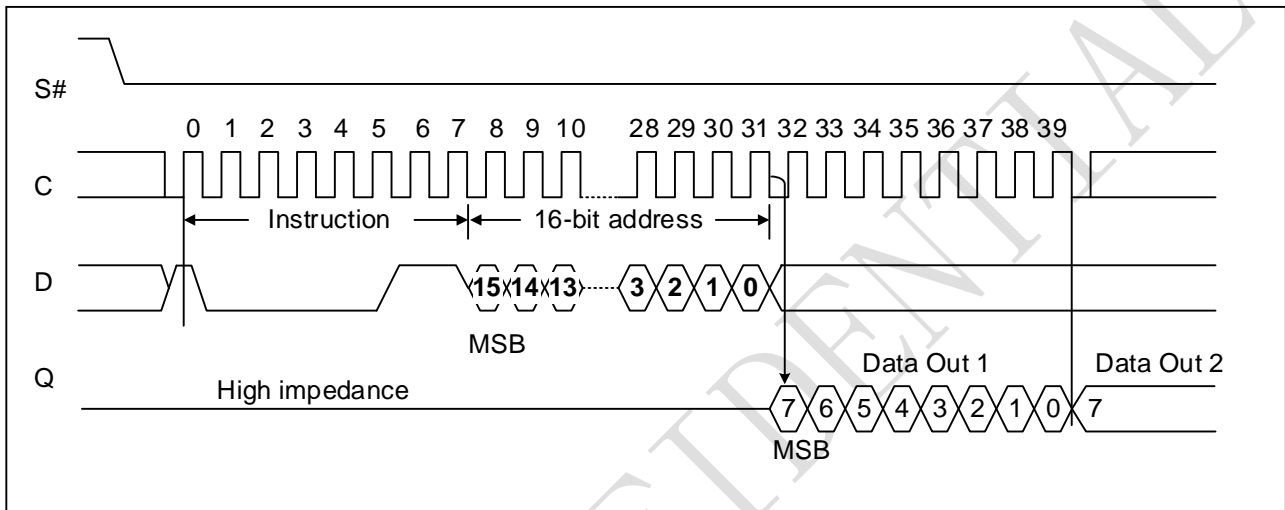 S#
0 1 2 3 4 5 6 7 8 9 10 28 29 30 31 32 33 34 35 36 37 38 39
C
Instruction 16-bit address
D
15 14 13 3 2 1 0
MSB
Q
High impedance
Data Out 1 Data Out 2
7 6 5 4 3 2 1 0 7
MSB
IDENTIAL